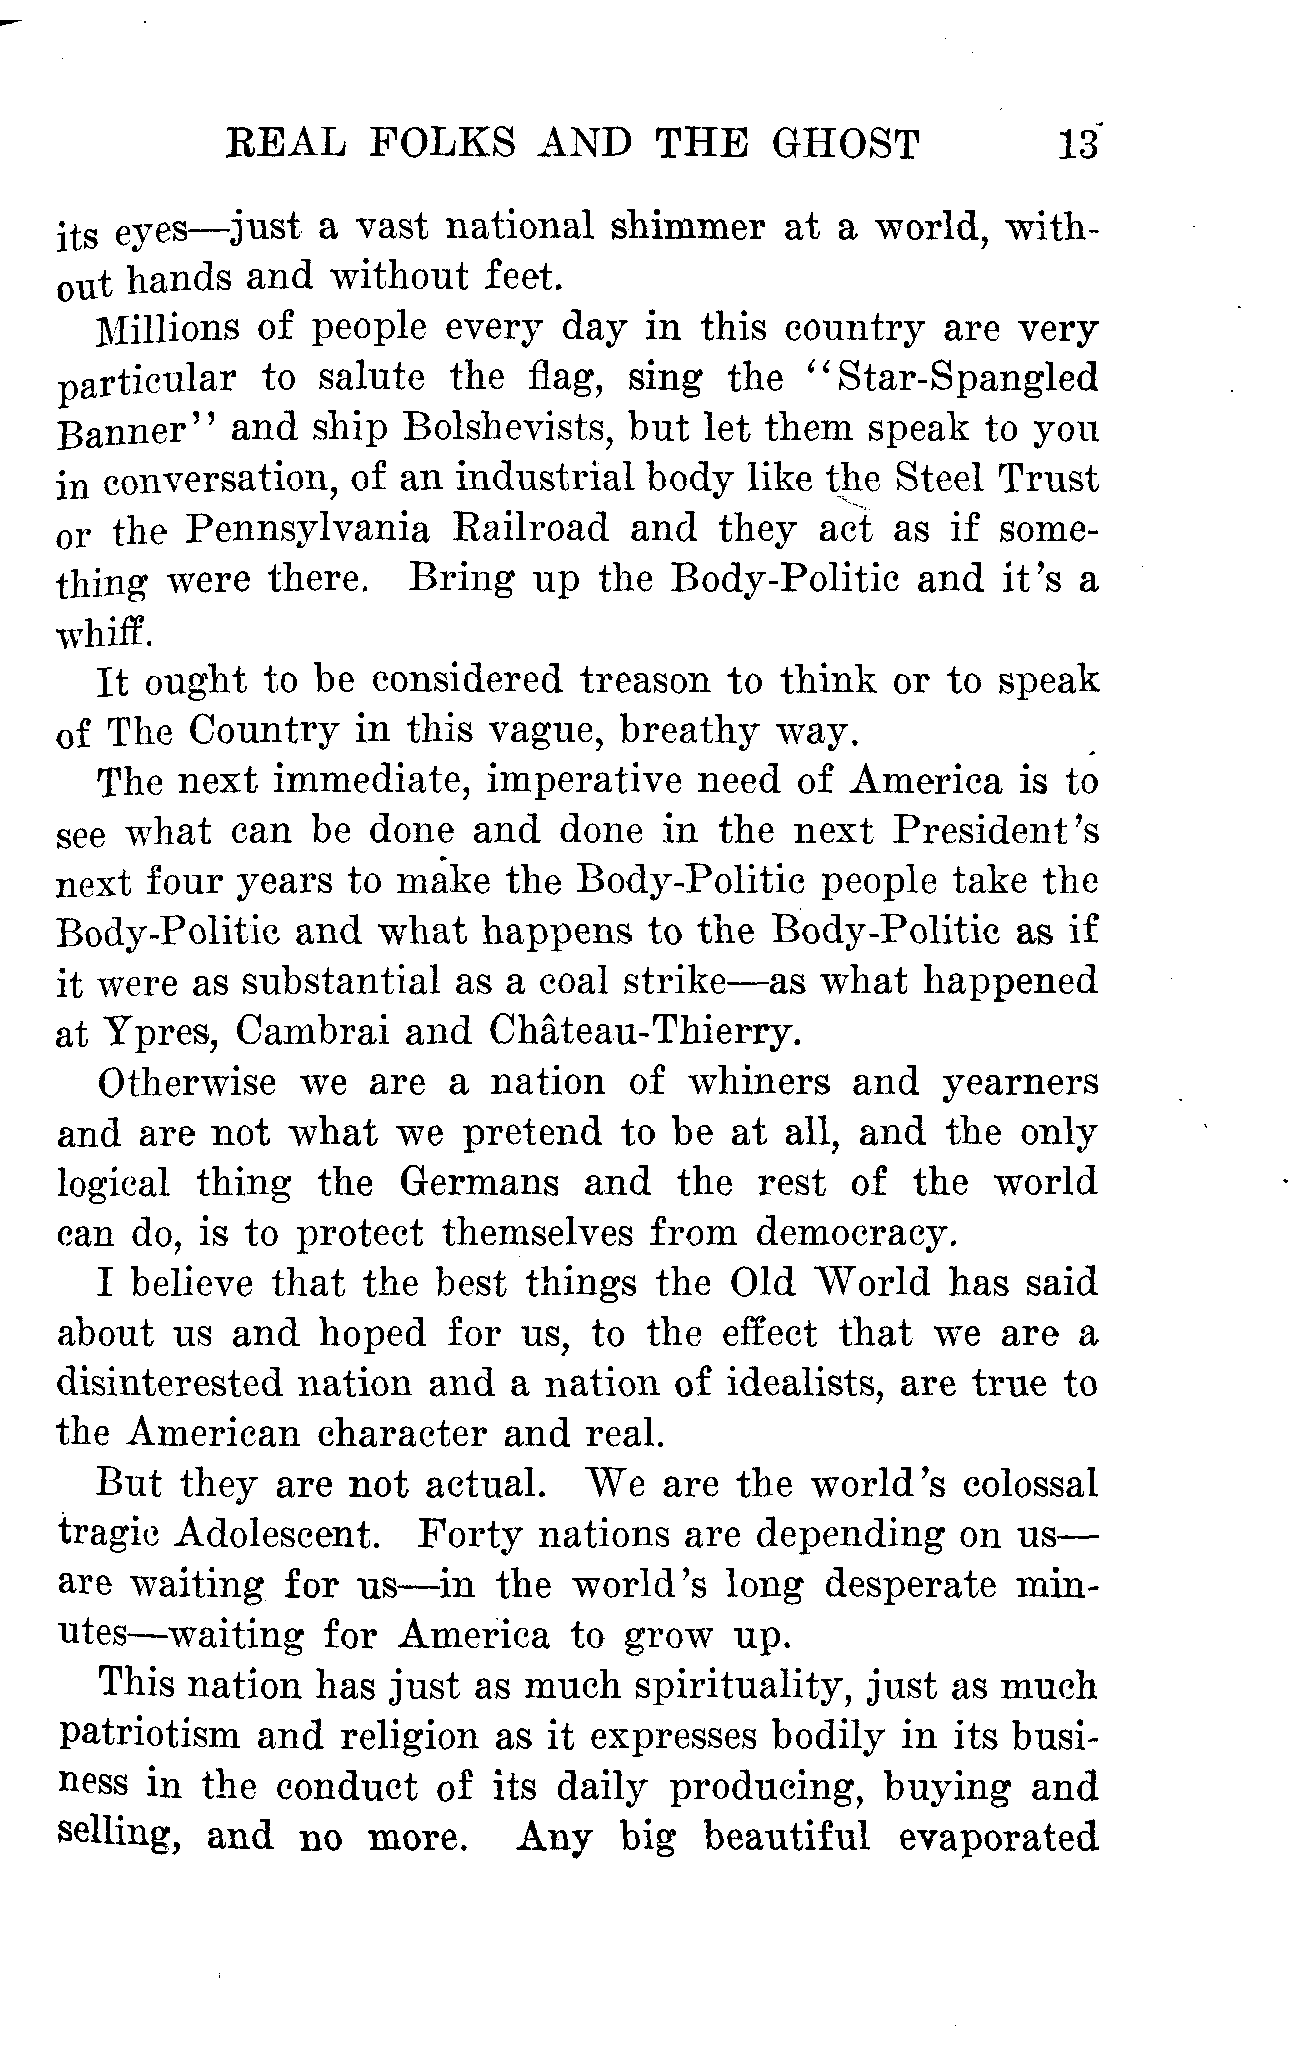 REAL FOLKS AND THE GHOST 13
its eyes—just a vast national shimmer at a world, with-
out hands and without feet.
Millions of people every day in this country are very
particular to salute the flag, sing the "Star-Spangled
Banner" and ship Bolshevists, but let them speak to you
in conversation, of an industrial body like the Steel Trust
or the Pennsylvania Railroad and they act as if some-
thing were there. Bring up the Body-Politic and it's a
whiff.
It ought to be considered treason to think or to speak
of The Country in this vague, breathy way.
The next immediate, imperative need of America is to
see what can be done and done in the next President's
next four years to make the Body-Politic people take the
Body-Politic and what happens to the Body-Politic as if
it were as substantial as a coal strike—as what happened
at Ypres, Cambrai and Château-Thierry.
Otherwise we are a nation of whiners and yearners
and are not what we pretend to be at all, and the only
logical thing the Germans and the rest of the world
can do, is to protect themselves from democracy.
I believe that the best things the Old World has said
about us and hoped for us, to the effect that we are a
disinterested nation and a nation of idealists, are true to
the American character and real.
But they are not actual. We are the world's colossal
tragic Adolescent. Forty nations are depending on us—
are waiting for us—in the world's long desperate min-
utes—waiting for America to grow up.
This nation has just as much spirituality, just as much
patriotism and religion as it expresses bodily in its busi-
ness in the conduct of its daily producing, buying and
selling, and no more. Any big beautiful evaporated